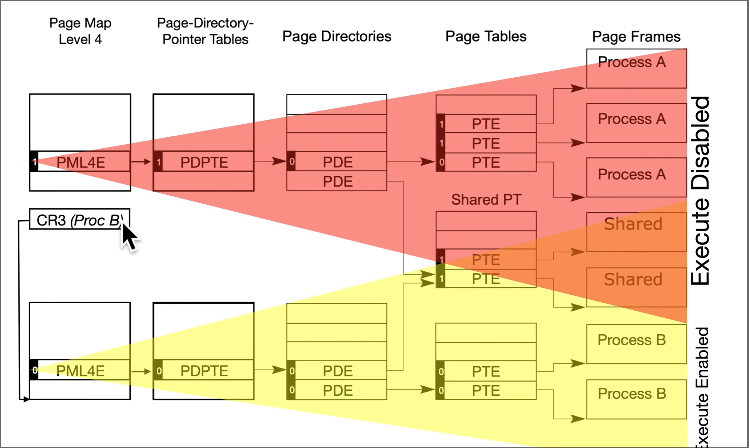 Page Map
Level 4
Page-Directory-
Pointer Tables
Page Directories
Page Tables
Page Frames
Process A
1
PTE
Process A
1
PTE
1
PML4E
1
PDPTE
0
PDE
0
PTE
Process A
PDE
Shared PT
Execute Disabled
CR3 (Proc B)
Shared
1
PTE
1
PTE
Shared
Process B
0
PML4E
0
PDPTE
0
PDE
0
PTE
0
PDE
0
PTE
Process B
Execute Enabled